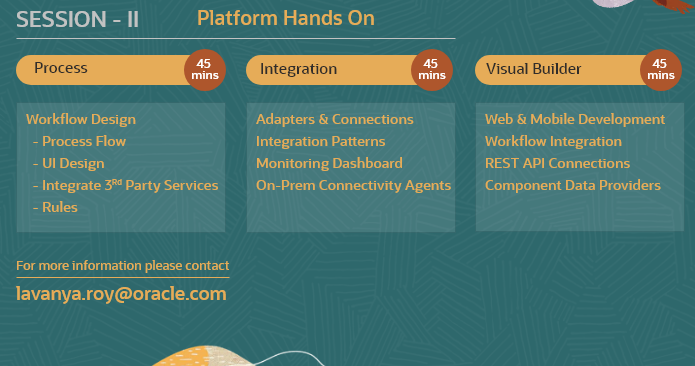 SESSION - II Platform Hands On
Process 45 mins
Integration 45 mins
Visual Builder 45 mins
Workflow Design
- Process Flow
- UI Design
- Integrate 3Rd Party Services
- Rules
Adapters & Connections
Integration Patterns
Monitoring Dashboard
On-Prem Connectivity Agents
Web & Mobile Development
Workflow Integration
REST API Connections
Component Data Providers
For more information please contact
lavanya.roy@oracle.com